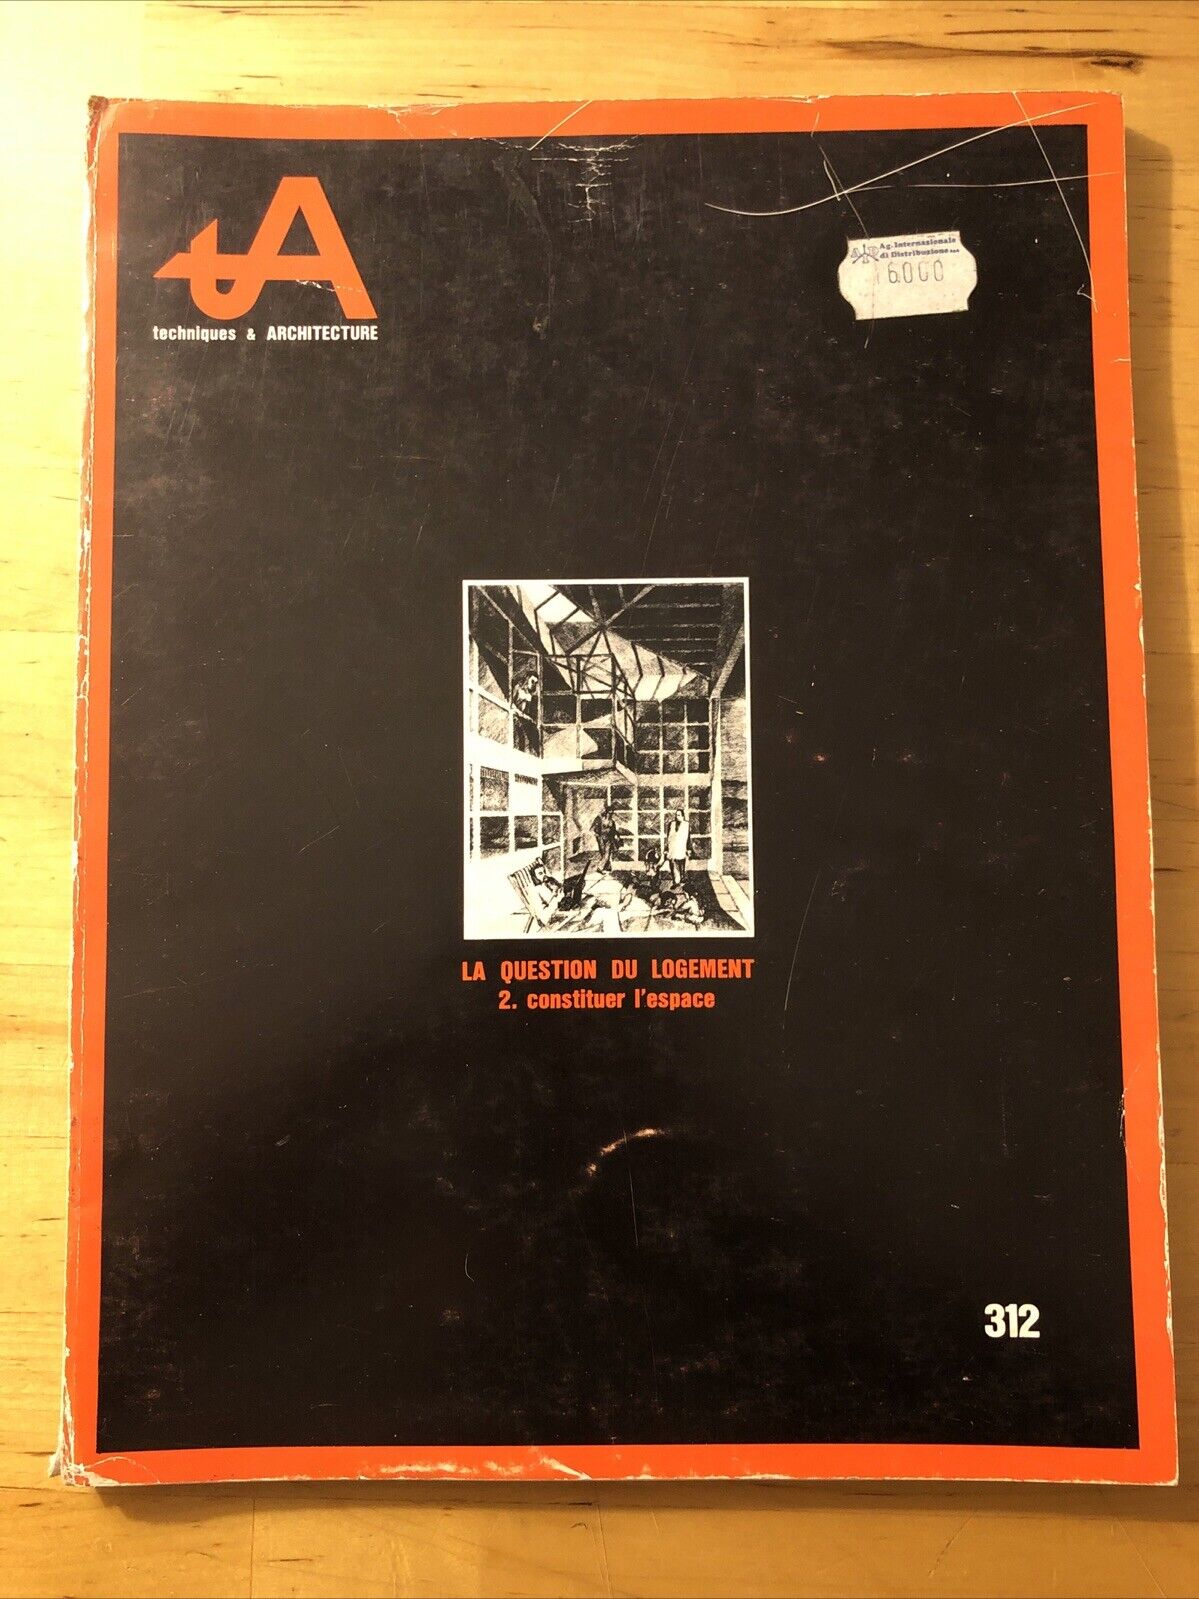 tA
techniques & ARCHITECTURE
Ag. Internazionale
di Distribuzione
6000
LA QUESTION DU LOGEMENT
2. constituer l'espace
312